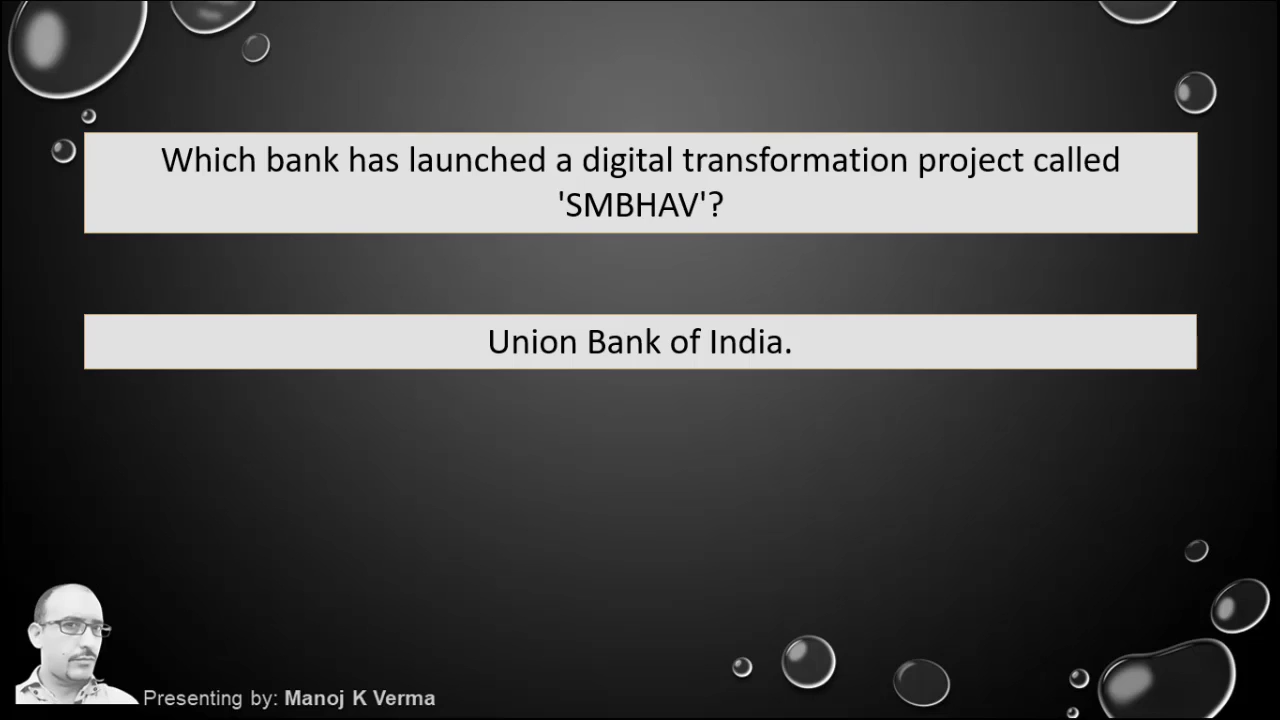 Which bank has launched a digital transformation project called
'SMBHAV'?
Union Bank of India.
Presenting by: Manoj K Verma